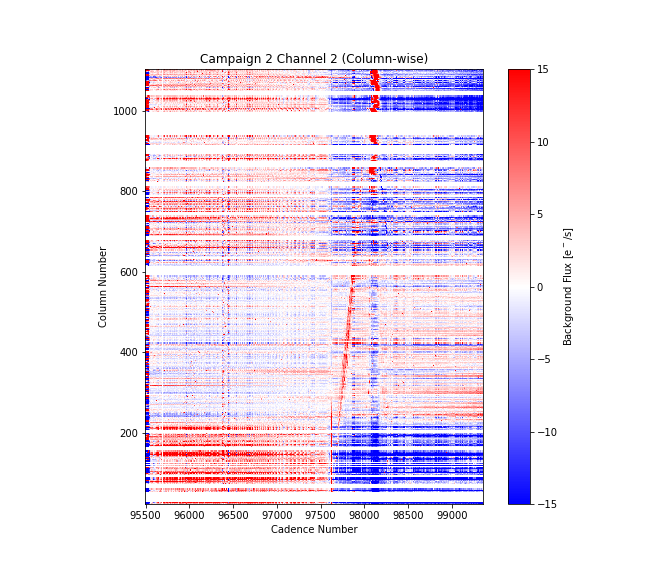 Campaign 2 Channel 2 (Column-wise)
Column Number
1000
800
600
400
200
95500 96000 96500 97000 97500 98000 98500 99000
Cadence Number
15
10
5
0
−5
−10
−15
Background Flux [e⁻/s]